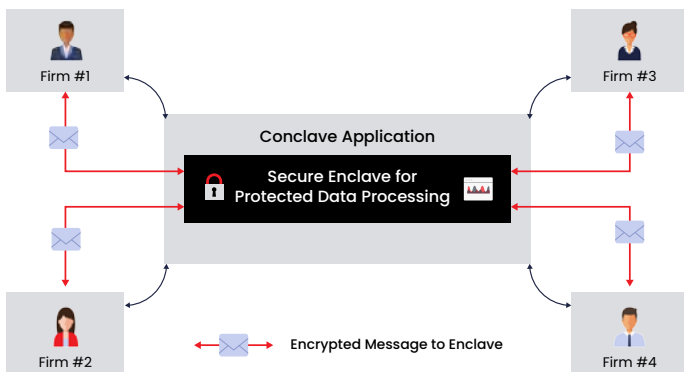 Firm #1
Firm #3
Conclave Application
Secure Enclave for
Protected Data Processing
Firm #2
Firm #4
Encrypted Message to Enclave